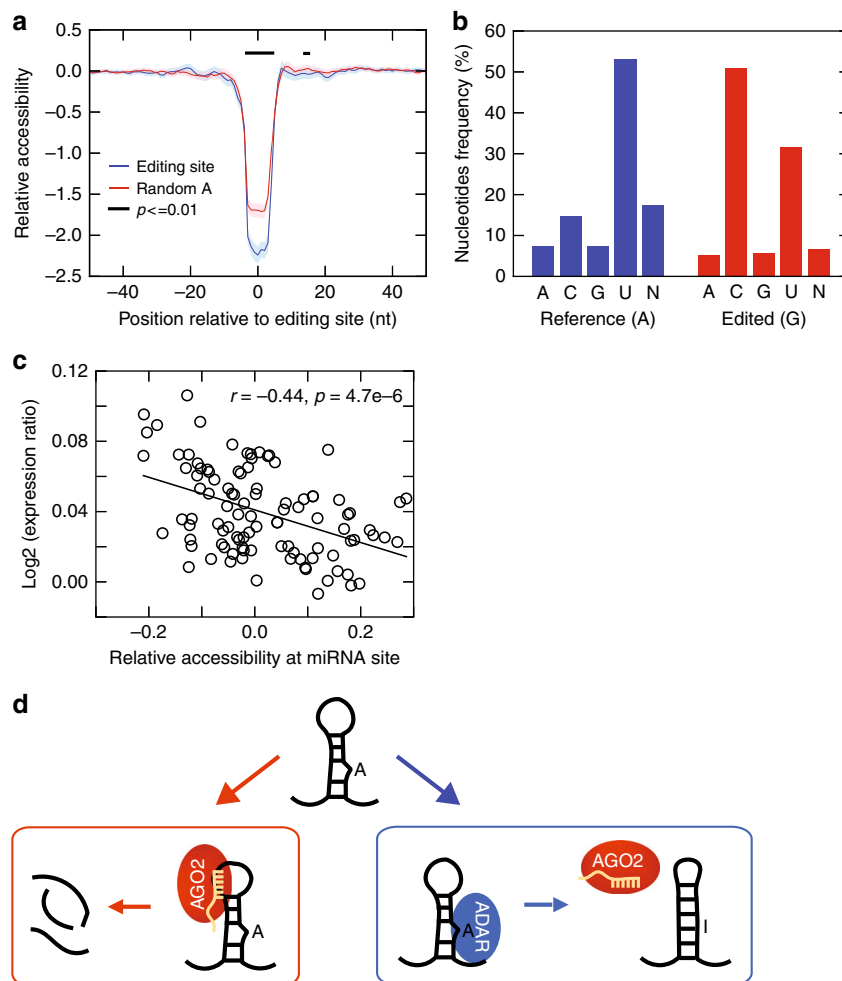 a
0.5
0.0
−0.5
−1.0
−1.5
−2.0
−2.5
Relative accessibility
Editing site
Random A
p<=0.01
−40 −20 0 20 40
Position relative to editing site (nt)
b
60
50
40
30
20
10
0
Nucleotides frequency (%)
A C G U N A C G U N
Reference (A) Edited (G)
c
0.12
0.08
0.04
0.00
Log2 (expression ratio)
r = −0.44, p = 4.7e−6
−0.2 0.0 0.2
Relative accessibility at miRNA site
d
A
AGO2
A
A
ADAR
AGO2
I